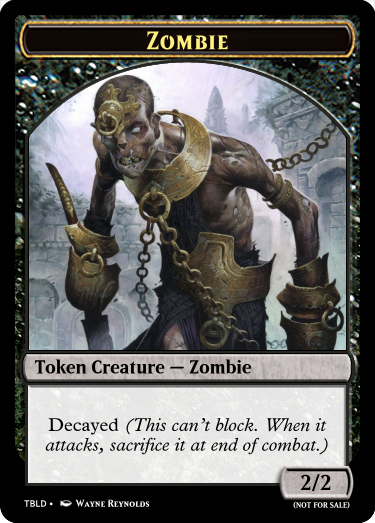 ZOMBIE
Token Creature — Zombie
Decayed (This can't block. When it
attacks, sacrifice it at end of combat.)
2/2
TBLD • WAYNE REYNOLDS
(NOT FOR SALE)